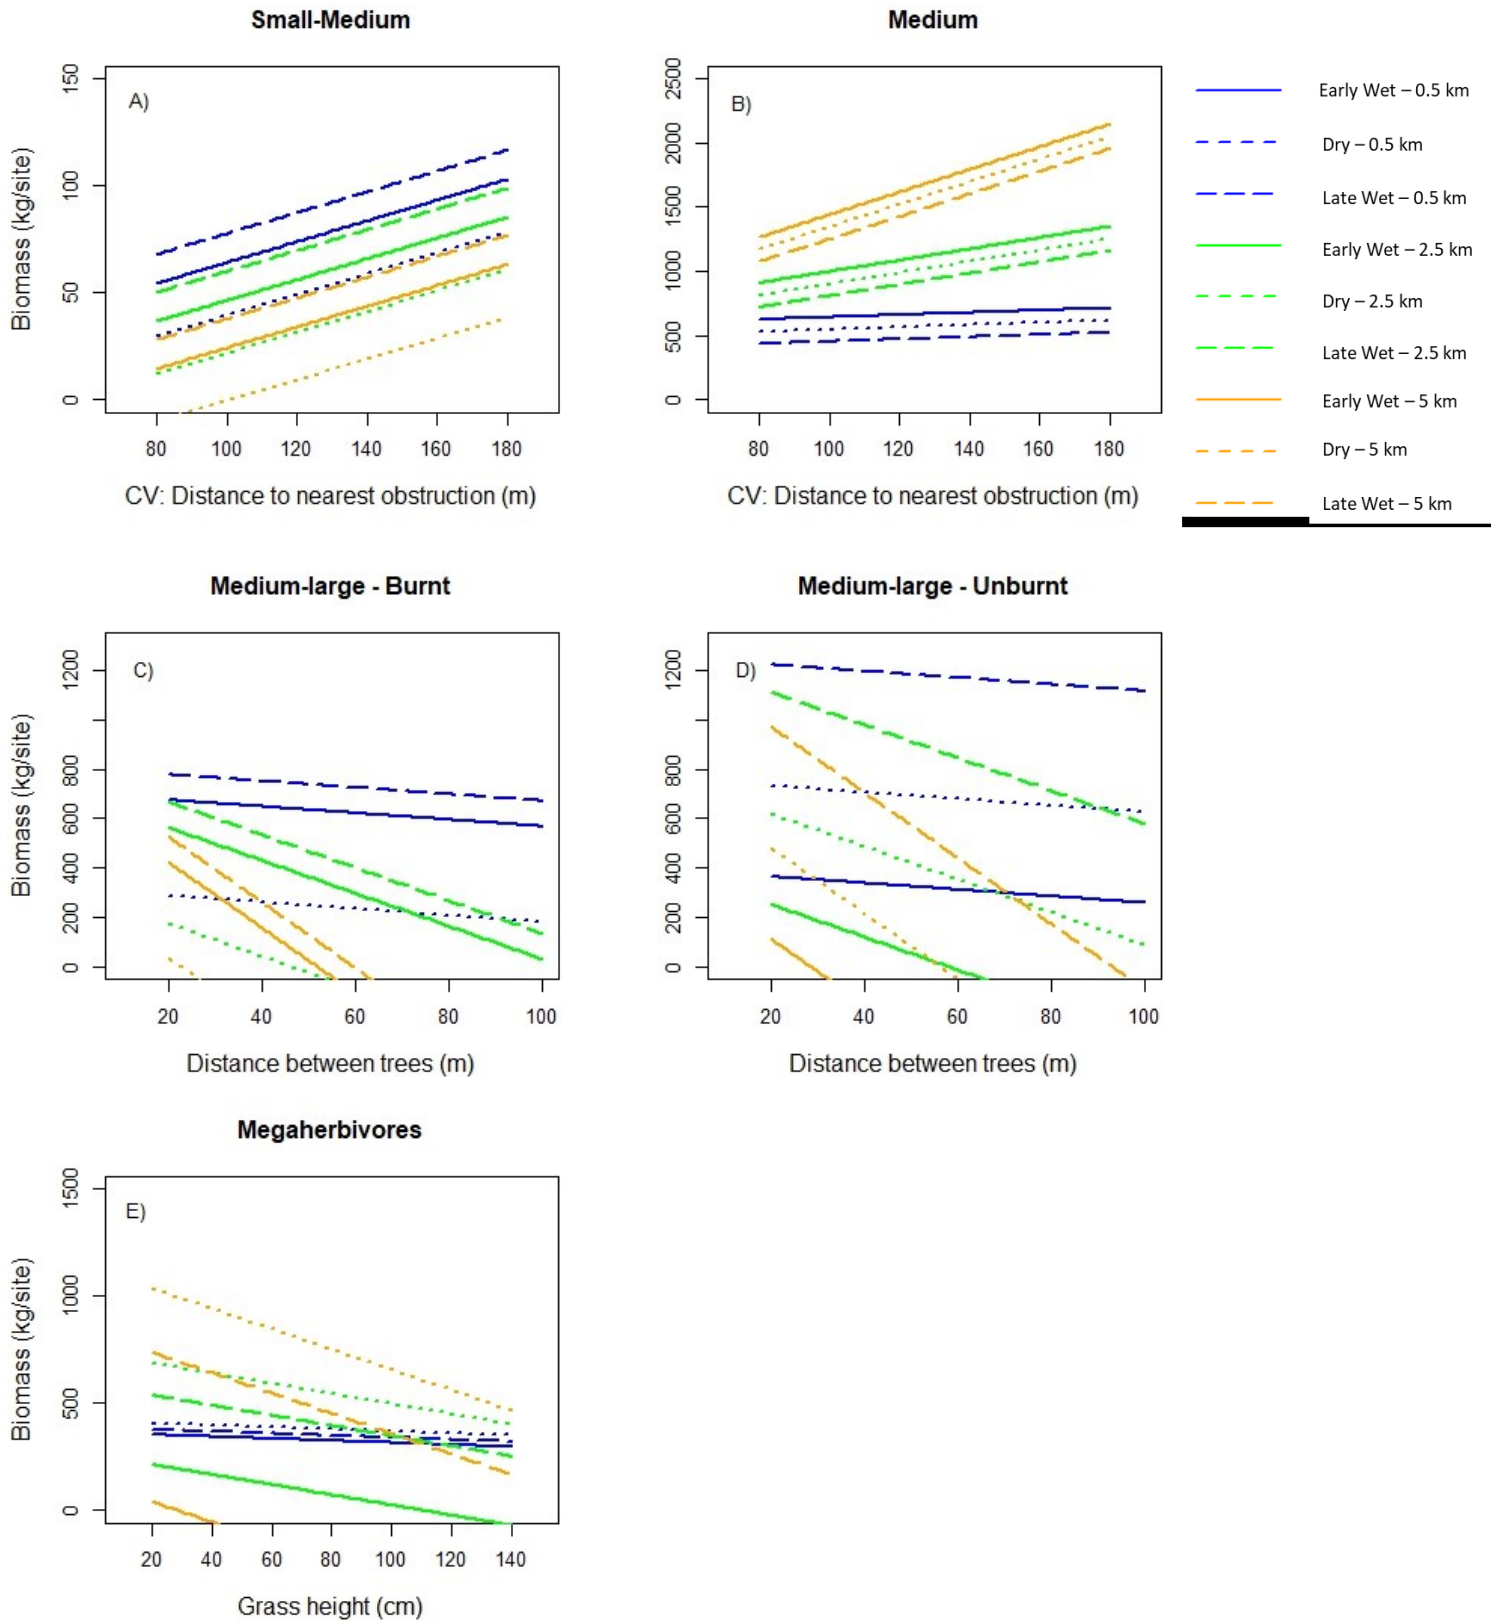 Small-Medium
A)
150
100
50
0
Biomass (kg/site)
80 100 120 140 160 180
CV: Distance to nearest obstruction (m)
Medium
B)
2500
2000
1500
1000
500
0
80 100 120 140 160 180
CV: Distance to nearest obstruction (m)
Early Wet – 0.5 km
Dry – 0.5 km
Late Wet – 0.5 km
Early Wet – 2.5 km
Dry – 2.5 km
Late Wet – 2.5 km
Early Wet – 5 km
Dry – 5 km
Late Wet – 5 km
Medium-large - Burnt
C)
1200
800
600
400
200
0
Biomass (kg/site)
20 40 60 80 100
Distance between trees (m)
Medium-large - Unburnt
D)
1200
800
600
400
200
0
20 40 60 80 100
Distance between trees (m)
Megaherbivores
E)
1500
1000
500
0
Biomass (kg/site)
20 40 60 80 100 120 140
Grass height (cm)